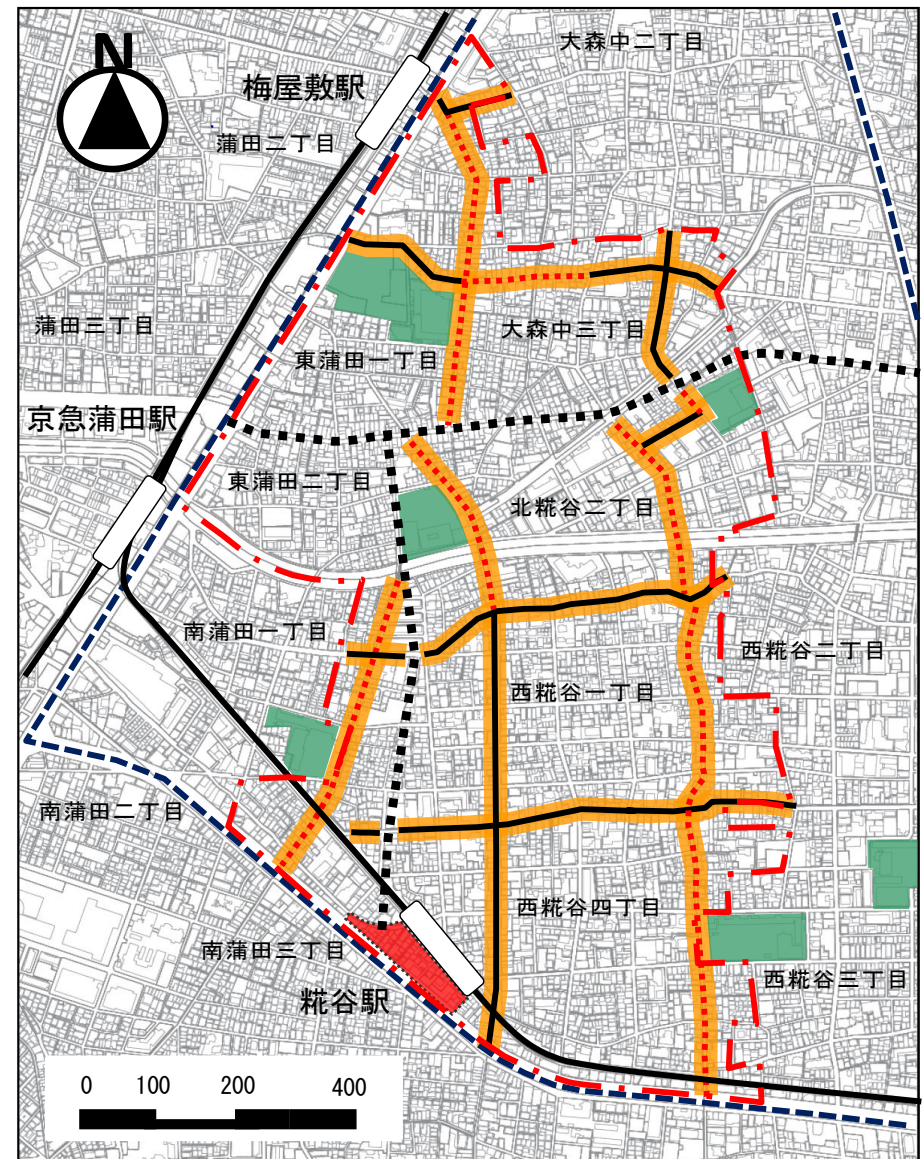 大森中二丁目
N
梅屋敷駅
蒲田二丁目
蒲田三丁目
大森中三丁目
東蒲田一丁目
京急蒲田駅
東蒲田二丁目
北糀谷二丁目
南蒲田一丁目
西糀谷二丁目
西糀谷一丁目
南蒲田二丁目
西糀谷四丁目
南蒲田三丁目
西糀谷三丁目
糀谷駅
0 100 200 400